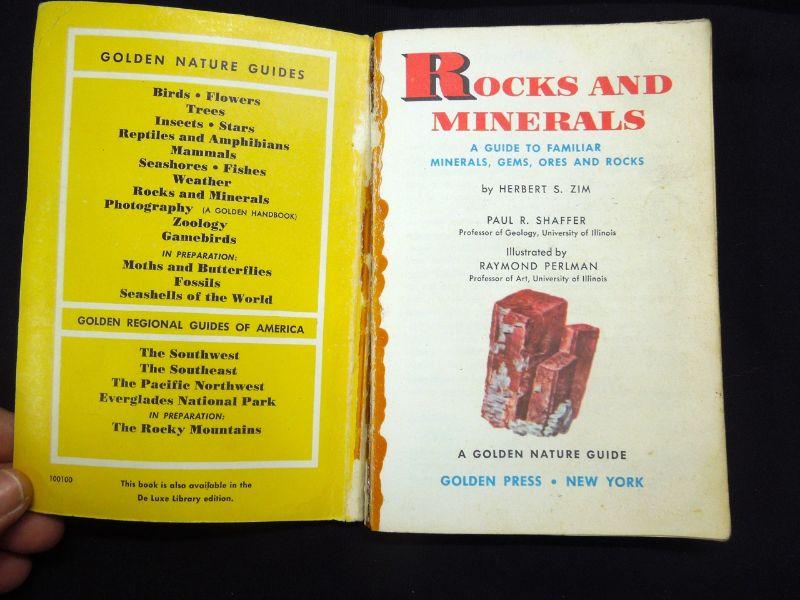 GOLDEN NATURE GUIDES
Birds • Flowers
Trees
Insects • Stars
Reptiles and Amphibians
Mammals
Seashores • Fishes
Weather
Rocks and Minerals
Photography (A GOLDEN HANDBOOK)
Zoology
Gamebirds
IN PREPARATION:
Moths and Butterflies
Fossils
Seashells of the World
GOLDEN REGIONAL GUIDES OF AMERICA
The Southwest
The Southeast
The Pacific Northwest
Everglades National Park
IN PREPARATION:
The Rocky Mountains
100100
This book is also available in the
De Luxe Library edition.
ROCKS AND
MINERALS
A GUIDE TO FAMILIAR
MINERALS, GEMS, ORES AND ROCKS
by HERBERT S. ZIM
PAUL R. SHAFFER
Professor of Geology, University of Illinois
Illustrated by
RAYMOND PERLMAN
Professor of Art, University of Illinois
A GOLDEN NATURE GUIDE
GOLDEN PRESS • NEW YORK